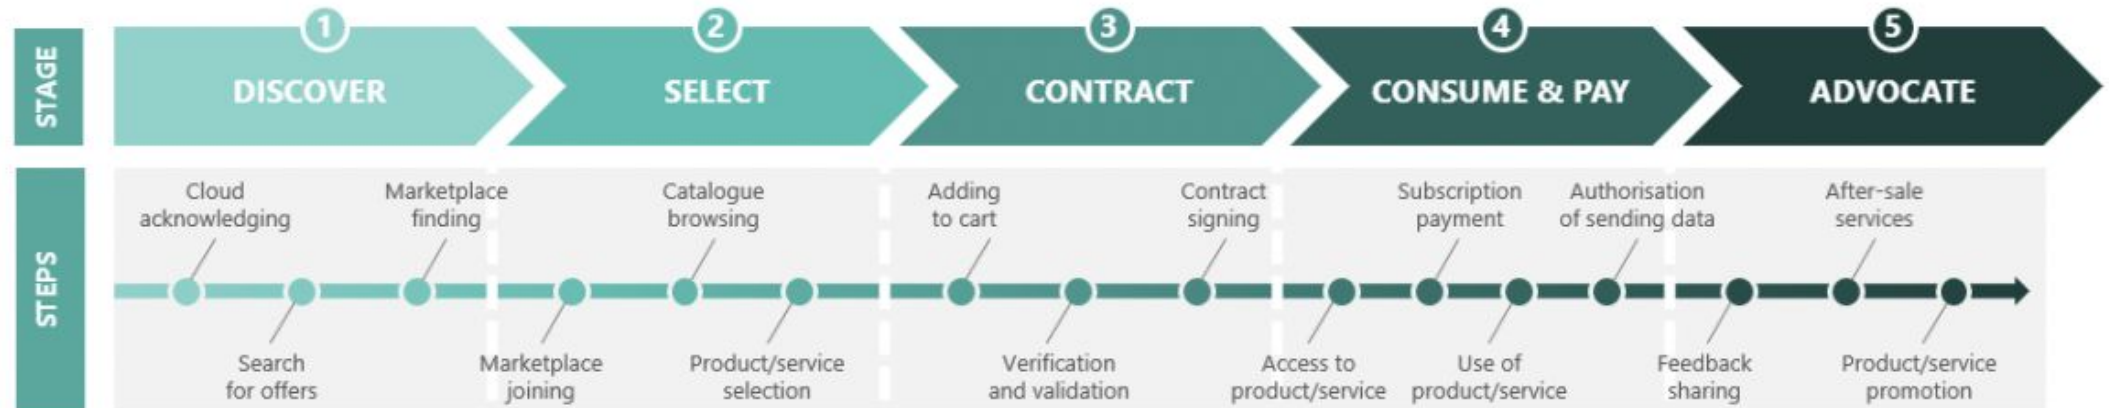 STAGE
1
DISCOVER
2
SELECT
3
CONTRACT
4
CONSUME & PAY
5
ADVOCATE
STEPS
Cloud
acknowledging
Search
for offers
Marketplace
finding
Marketplace
joining
Catalogue
browsing
Product/service
selection
Adding
to cart
Verification
and validation
Contract
signing
Access to
product/service
Subscription
payment
Use of
product/service
Authorisation
of sending data
Feedback
sharing
After-sale
services
Product/service
promotion